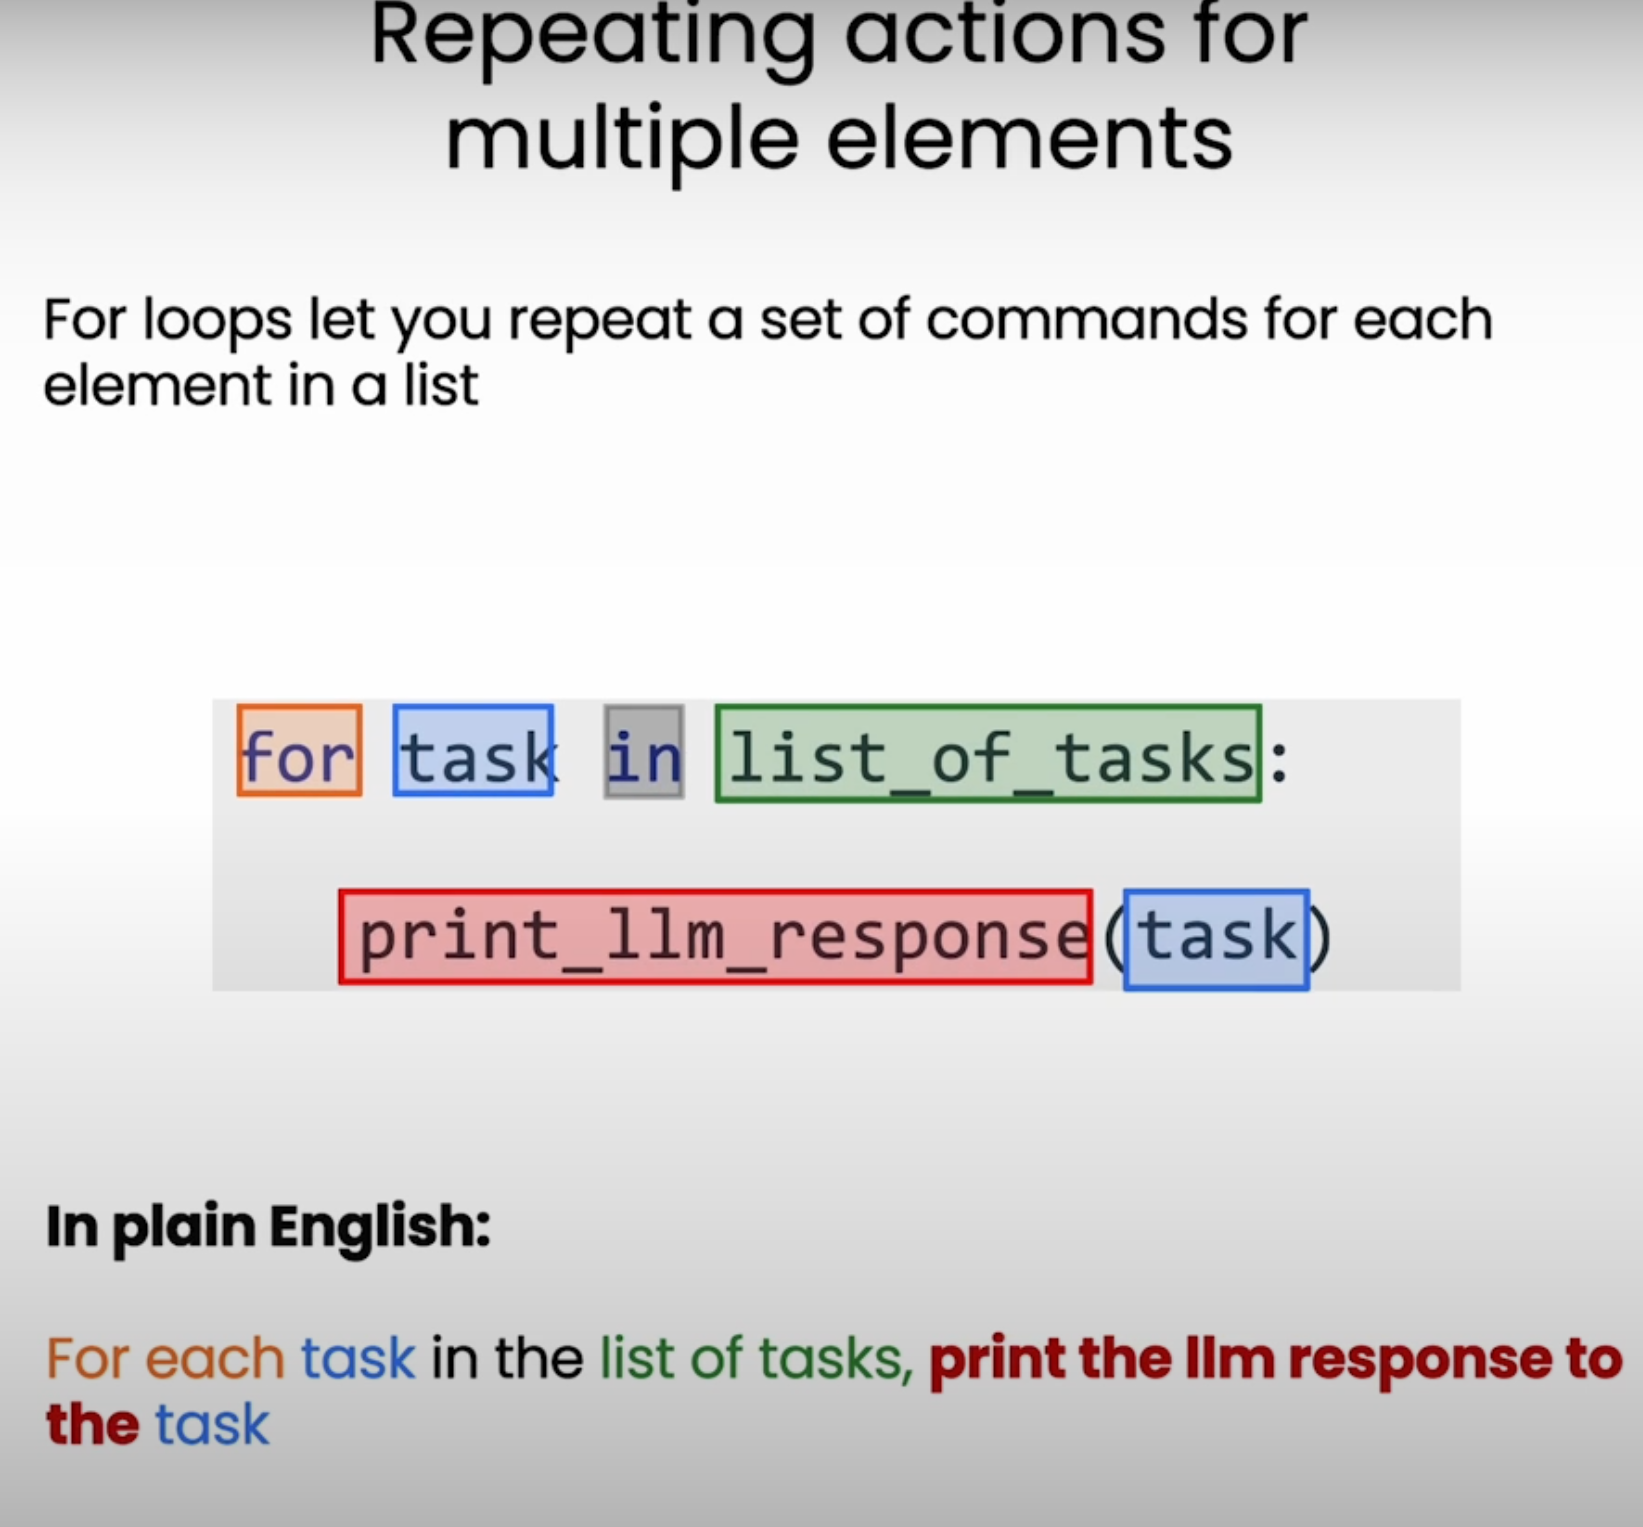 Repeating actions for
multiple elements
For loops let you repeat a set of commands for each
element in a list
for task in list_of_tasks:
print_llm_response(task)
In plain English:
For each task in the list of tasks, print the llm response to
the task